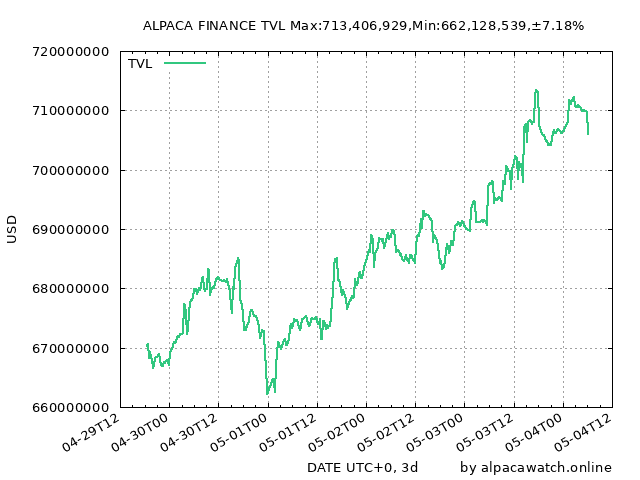 ALPACA FINANCE TVL Max:713,406,929,Min:662,128,539,±7.18%
TVL
720000000
710000000
700000000
690000000
680000000
670000000
660000000
USD
04-29T12
04-30T00
04-30T12
05-01T00
05-01T12
05-02T00
05-02T12
05-03T00
05-03T12
05-04T00
05-04T12
DATE UTC+0, 3d
by alpacawatch.online